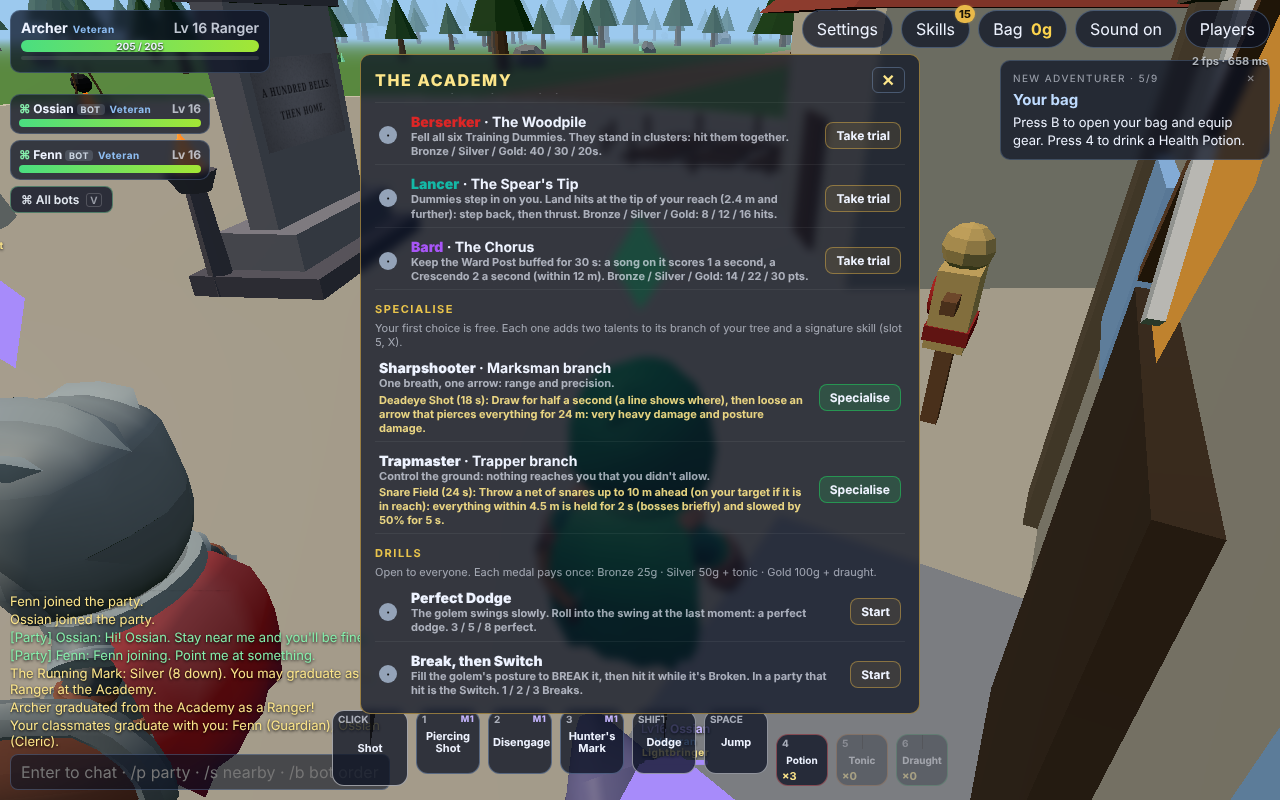 Archer Veteran Lv 16 Ranger
205 / 205
⌘ Ossian BOT Veteran Lv 16
⌘ Fenn BOT Veteran Lv 16
⌘ All bots V
A HUNDRED BELLS.
THEN HOME.
Settings
Skills
15
Bag 0g
Sound on
Players
2 fps · 658 ms
NEW ADVENTURER · 5/9 ×
Your bag
Press B to open your bag and equip
gear. Press 4 to drink a Health Potion.
THE ACADEMY
×
Berserker · The Woodpile
Fell all six Training Dummies. They stand in clusters: hit them together.
Bronze / Silver / Gold: 40 / 30 / 20s.
Take trial
Lancer · The Spear's Tip
Dummies step in on you. Land hits at the tip of your reach (2.4 m and
further): step back, then thrust. Bronze / Silver / Gold: 8 / 12 / 16 hits.
Take trial
Bard · The Chorus
Keep the Ward Post buffed for 30 s: a song on it scores 1 a second, a
Crescendo 2 a second (within 12 m). Bronze / Silver / Gold: 14 / 22 / 30 pts.
Take trial
SPECIALISE
Your first choice is free. Each one adds two talents to its branch of your tree and a signature skill (slot
5, X).
Sharpshooter · Marksman branch
One breath, one arrow: range and precision.
Deadeye Shot (18 s): Draw for half a second (a line shows where), then loose an
arrow that pierces everything for 24 m: very heavy damage and posture
damage.
Specialise
Trapmaster · Trapper branch
Control the ground: nothing reaches you that you didn't allow.
Snare Field (24 s): Throw a net of snares up to 10 m ahead (on your target if it is
in reach): everything within 4.5 m is held for 2 s (bosses briefly) and slowed by
50% for 5 s.
Specialise
DRILLS
Open to everyone. Each medal pays once: Bronze 25g · Silver 50g + tonic · Gold 100g + draught.
Perfect Dodge
The golem swings slowly. Roll into the swing at the last moment: a perfect
dodge. 3 / 5 / 8 perfect.
Start
Break, then Switch
Fill the golem's posture to BREAK it, then hit it while it's Broken. In a party that
hit is the Switch. 1 / 2 / 3 Breaks.
Start
Fenn joined the party.
Ossian joined the party.
[Party] Ossian: Hi! Ossian. Stay near me and you'll be fine
[Party] Fenn: Fenn joining. Point me at something.
The Running Mark: Silver (8 down). You may graduate as
Ranger at the Academy.
Archer graduated from the Academy as a Ranger!
Your classmates graduate with you: Fenn (Guardian) Ossian
(Cleric).
Enter to chat · /p party · /s nearby · /b bot order
CLICK
Shot
1 M1
Piercing
Shot
2 M1
Disengage
3 M1
Hunter's
Mark
SHIFT
Dodge
Ossian
Lightbringer
SPACE
Jump
4
Potion
×3
5
Tonic
×0
6
Draught
×0